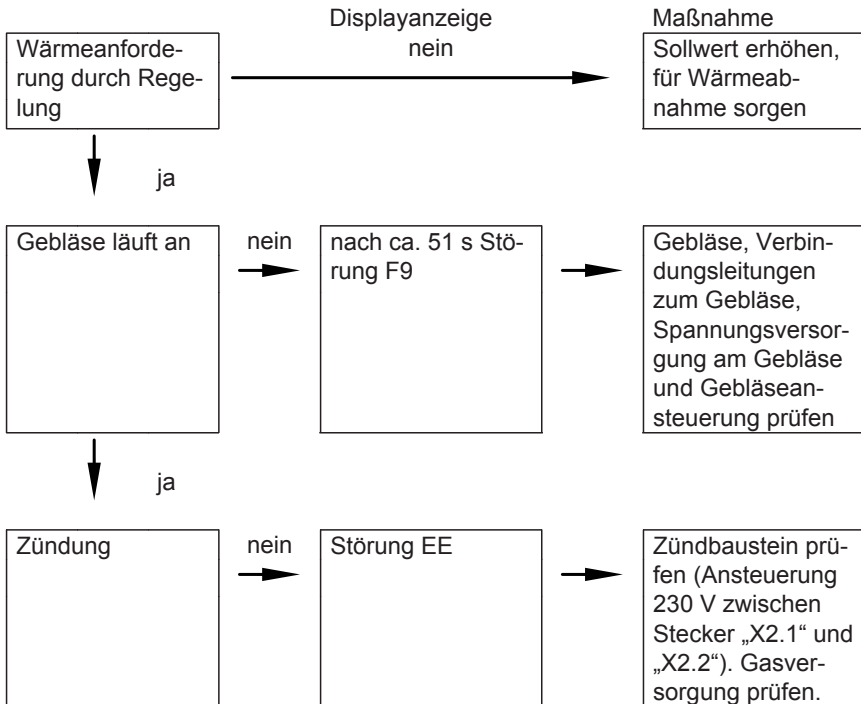 Displayanzeige
Maßnahme
Wärmeanforde-
rung durch Rege-
lung
nein
Sollwert erhöhen,
für Wärmeab-
nahme sorgen
ja
Gebläse läuft an
nein
nach ca. 51 s Stö-
rung F9
Gebläse, Verbin-
dungsleitungen
zum Gebläse,
Spannungsversor-
gung am Gebläse
und Gebläsean-
steuerung prüfen
ja
Zündung
nein
Störung EE
Zündbaustein prü-
fen (Ansteuerung
230 V zwischen
Stecker „X2.1“ und
„X2.2“). Gasver-
sorgung prüfen.